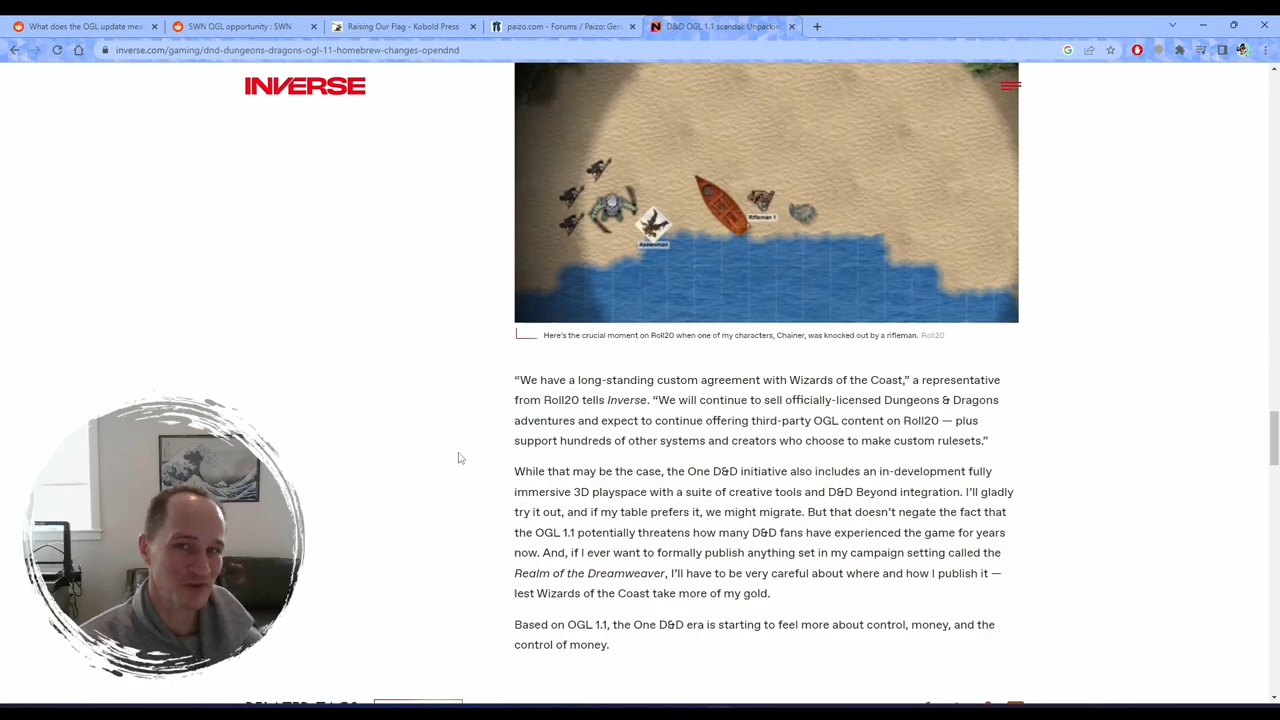 What does the OGL update mea
SWN OGL opportunity : SWN
Raising Our Flag - Kobold Press
paizo.com - Forums / Paizo: Gen
D&D OGL 1.1 scandal: Unpackin
inverse.com/gaming/dnd-dungeons-dragons-ogl-11-homebrew-changes-opendnd
INVERSE
Rifleman 1
Axewoman
Here's the crucial moment on Roll20 when one of my characters, Chainer, was knocked out by a rifleman. Roll20
“We have a long-standing custom agreement with Wizards of the Coast,” a representative
from Roll20 tells Inverse. “We will continue to sell officially-licensed Dungeons & Dragons
adventures and expect to continue offering third-party OGL content on Roll20 — plus
support hundreds of other systems and creators who choose to make custom rulesets.”
While that may be the case, the One D&D initiative also includes an in-development fully
immersive 3D playspace with a suite of creative tools and D&D Beyond integration. I’ll gladly
try it out, and if my table prefers it, we might migrate. But that doesn’t negate the fact that
the OGL 1.1 potentially threatens how many D&D fans have experienced the game for years
now. And, if I ever want to formally publish anything set in my campaign setting called the
Realm of the Dreamweaver, I’ll have to be very careful about where and how I publish it —
lest Wizards of the Coast take more of my gold.
Based on OGL 1.1, the One D&D era is starting to feel more about control, money, and the
control of money.
RELATED TAGS